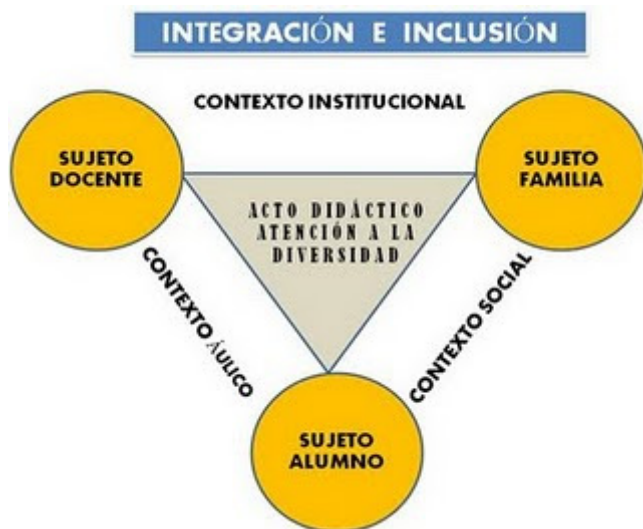 INTEGRACIÓN E INCLUSIÓN
CONTEXTO INSTITUCIONAL
SUJETO
DOCENTE
SUJETO
FAMILIA
ACTO DIDÁCTICO
ATENCIÓN A LA
DIVERSIDAD
CONTEXTO ÁULICO
CONTEXTO SOCIAL
SUJETO
ALUMNO